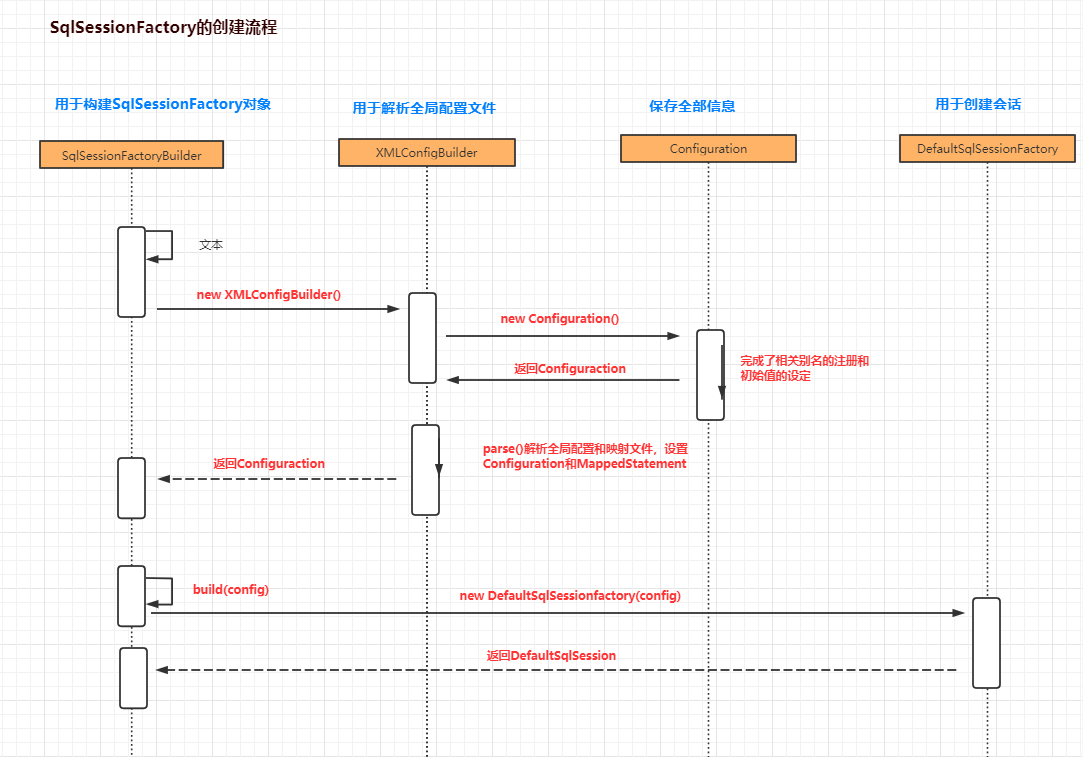 SqlSessionFactory的创建流程
用于构建SqlSessionFactory对象
用于解析全局配置文件
保存全部信息
用于创建会话
SqlSessionFactoryBuilder
XMLConfigBuilder
Configuration
DefaultSqlSessionFactory
文本
new XMLConfigBuilder()
new Configuration()
返回Configuraction
完成了相关别名的注册和
初始值的设定
parse()解析全局配置和映射文件，设置
Configuration和MappedStatement
返回Configuraction
build(config)
new DefaultSqlSessionfactory(config)
返回DefaultSqlSession